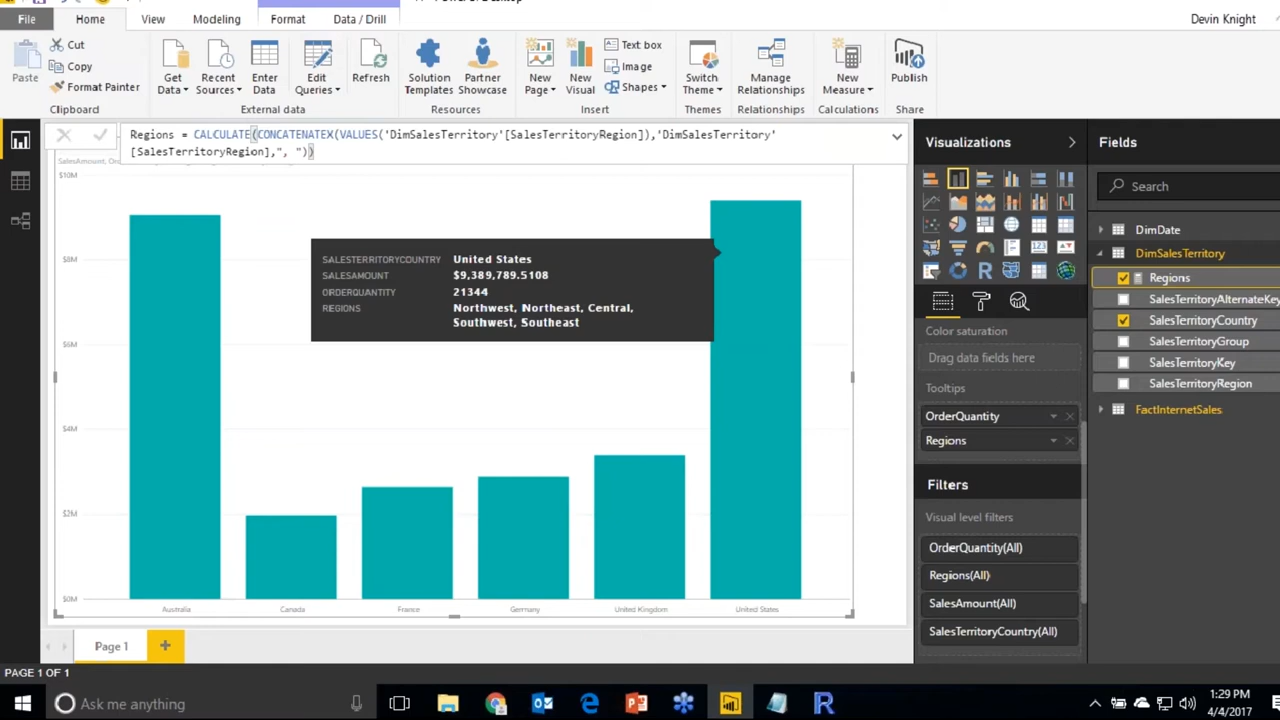 Devin Knight
File
Home
View
Modeling
Format
Data / Drill
Paste
Cut
Copy
Format Painter
Clipboard
Get Data
Recent Sources
Enter Data
Edit Queries
Refresh
External data
Solution Templates
Partner Showcase
Resources
New Page
New Visual
Text box
Image
Shapes
Insert
Switch Theme
Themes
Manage Relationships
Relationships
New Measure
Calculations
Publish
Share
Regions = CALCULATE(CONCATENATEX(VALUES('DimSalesTerritory'[SalesTerritoryRegion]),'DimSalesTerritory'
[SalesTerritoryRegion],", "))
$10M
$8M
$6M
$4M
$2M
$0M
SALESTERRITORYCOUNTRY United States
SALESAMOUNT $9,389,789.5108
ORDERQUANTITY 21344
REGIONS Northwest, Northeast, Central,
Southwest, Southeast
Australia
Canada
France
Germany
United Kingdom
United States
Visualizations
R
Color saturation
Drag data fields here
Tooltips
OrderQuantity
Regions
Filters
Visual level filters
OrderQuantity(All)
Regions(All)
SalesAmount(All)
SalesTerritoryCountry(All)
Fields
Search
DimDate
DimSalesTerritory
Regions
SalesTerritoryAlternateKey
SalesTerritoryCountry
SalesTerritoryGroup
SalesTerritoryKey
SalesTerritoryRegion
FactInternetSales
Page 1
PAGE 1 OF 1
Ask me anything
1:29 PM
4/4/2017